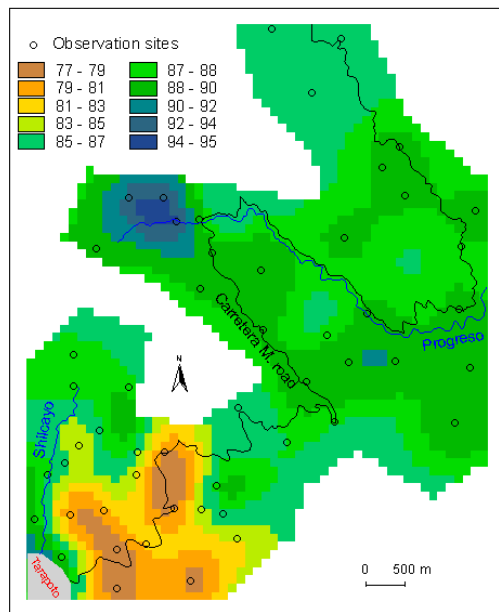 Observation sites
77 - 79
79 - 81
81 - 83
83 - 85
85 - 87
87 - 88
88 - 90
90 - 92
92 - 94
94 - 95
N
Carretera M. road
Progreso
Shilcayo
Tarapoto
0 500 m